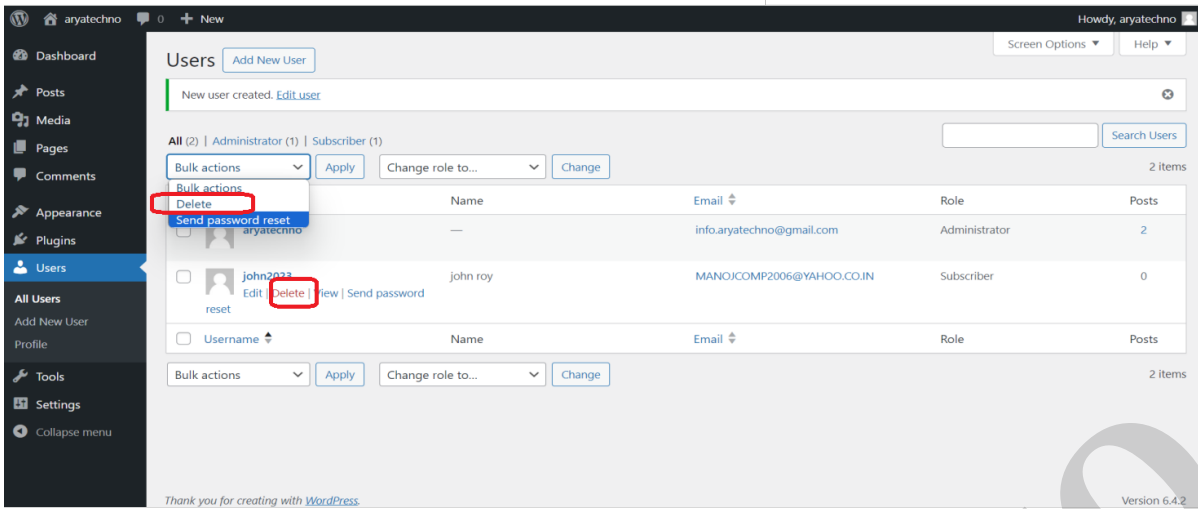 aryatechno 0 + New Howdy, aryatechno
Dashboard
Posts
Media
Pages
Comments
Appearance
Plugins
Users
All Users
Add New User
Profile
Tools
Settings
Collapse menu
Screen Options ▼ Help ▼
Users Add New User
New user created. Edit user
All (2) | Administrator (1) | Subscriber (1)
Search Users
Bulk actions Apply Change role to... Change 2 items
Bulk actions
Delete
Send password reset
Name Email Role Posts
aryatechno — info.aryatechno@gmail.com Administrator 2
john2023 john roy MANOJCOMP2006@YAHOO.CO.IN Subscriber 0
Edit | Delete | View | Send password
reset
Username Name Email Role Posts
Bulk actions Apply Change role to... Change 2 items
Thank you for creating with WordPress. Version 6.4.2